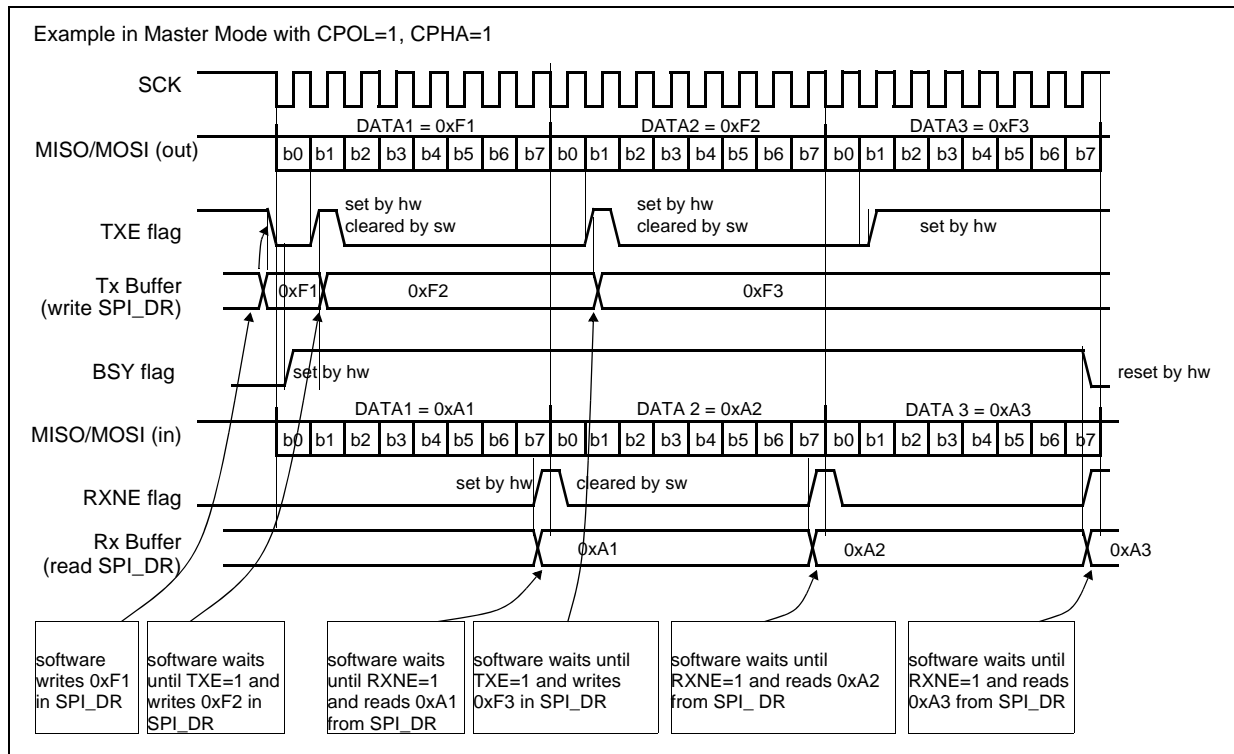 Example in Master Mode with CPOL=1, CPHA=1
SCK
DATA1 = 0xF1
DATA2 = 0xF2
DATA3 = 0xF3
MISO/MOSI (out)
b0 b1 b2 b3 b4 b5 b6 b7 b0 b1 b2 b3 b4 b5 b6 b7 b0 b1 b2 b3 b4 b5 b6 b7
TXE flag
set by hw
cleared by sw
set by hw
cleared by sw
set by hw
Tx Buffer
(write SPI_DR)
0xF1
0xF2
0xF3
BSY flag
set by hw
reset by hw
DATA1 = 0xA1
DATA 2 = 0xA2
DATA 3 = 0xA3
MISO/MOSI (in)
b0 b1 b2 b3 b4 b5 b6 b7 b0 b1 b2 b3 b4 b5 b6 b7 b0 b1 b2 b3 b4 b5 b6 b7
RXNE flag
set by hw
cleared by sw
Rx Buffer
(read SPI_DR)
0xA1
0xA2
0xA3
software
writes 0xF1
in SPI_DR
software waits
until TXE=1 and
writes 0xF2 in
SPI_DR
software waits
until RXNE=1
and reads 0xA1
from SPI_DR
software waits until
TXE=1 and writes
0xF3 in SPI_DR
software waits until
RXNE=1 and reads 0xA2
from SPI_ DR
software waits until
RXNE=1 and reads
0xA3 from SPI_DR